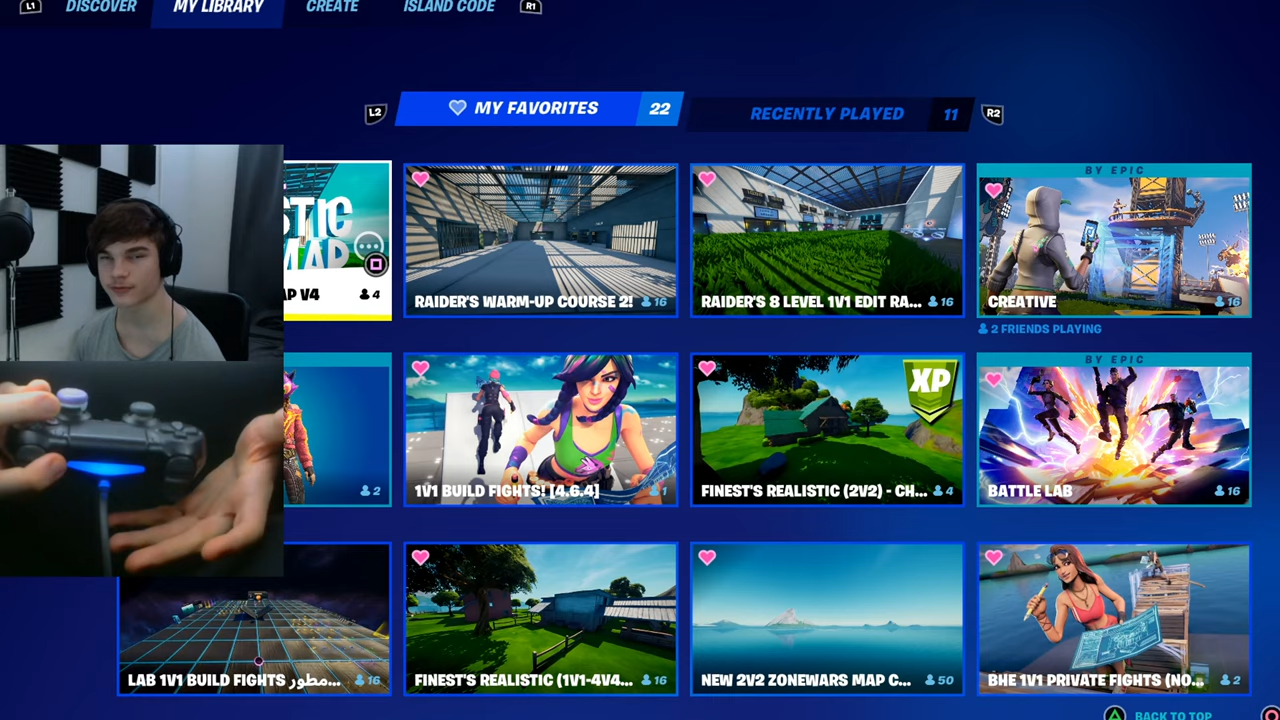 L1 DISCOVER MY LIBRARY CREATE ISLAND CODE R1
L2 MY FAVORITES 22 RECENTLY PLAYED 11 R2
STIC
MAP
AP V4 4
RAIDER'S WARM-UP COURSE 2! 16
RAIDER'S 8 LEVEL 1V1 EDIT RA... 16
BY EPIC
CREATIVE 16
2 FRIENDS PLAYING
2
1V1 BUILD FIGHTS! [4.6.4] 1
XP
FINEST'S REALISTIC (2V2) - CH... 4
BY EPIC
BATTLE LAB 16
LAB 1V1 BUILD FIGHTS مطور... 16
FINEST'S REALISTIC (1V1-4V4... 16
NEW 2V2 ZONEWARS MAP C... 50
BHE 1V1 PRIVATE FIGHTS (NO... 2
BACK TO TOP